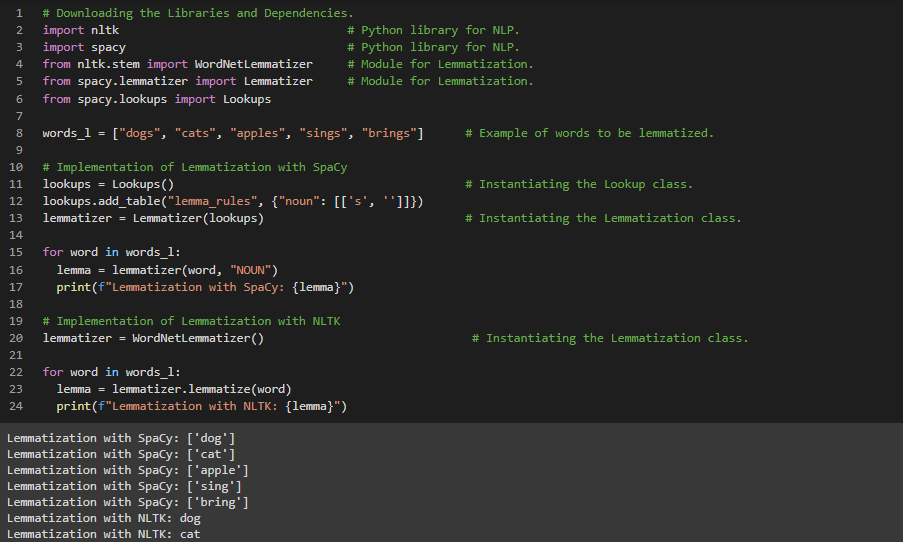 1 # Downloading the Libraries and Dependencies.
2 import nltk # Python library for NLP.
3 import spacy # Python library for NLP.
4 from nltk.stem import WordNetLemmatizer # Module for Lemmatization.
5 from spacy.lemmatizer import Lemmatizer # Module for Lemmatization.
6 from spacy.lookups import Lookups
7
8 words_l = ["dogs", "cats", "apples", "sings", "brings"] # Example of words to be lemmatized.
9
10 # Implementation of Lemmatization with SpaCy
11 lookups = Lookups() # Instantiating the Lookup class.
12 lookups.add_table("lemma_rules", {"noun": [['s', '']]})
13 lemmatizer = Lemmatizer(lookups) # Instantiating the Lemmatization class.
14
15 for word in words_l:
16   lemma = lemmatizer(word, "NOUN")
17   print(f"Lemmatization with SpaCy: {lemma}")
18
19 # Implementation of Lemmatization with NLTK
20 lemmatizer = WordNetLemmatizer() # Instantiating the Lemmatization class.
21
22 for word in words_l:
23   lemma = lemmatizer.lemmatize(word)
24   print(f"Lemmatization with NLTK: {lemma}")
Lemmatization with SpaCy: ['dog']
Lemmatization with SpaCy: ['cat']
Lemmatization with SpaCy: ['apple']
Lemmatization with SpaCy: ['sing']
Lemmatization with SpaCy: ['bring']
Lemmatization with NLTK: dog
Lemmatization with NLTK: cat